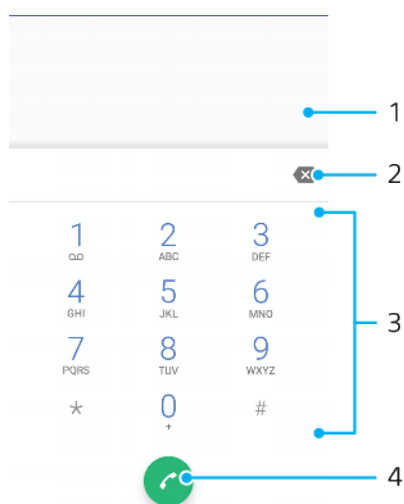 1
2
1 2 3
ABC DEF
4 5 6
GHI JKL MNO
3
7 8 9
PQRS TUV WXYZ
* 0 #
+
4